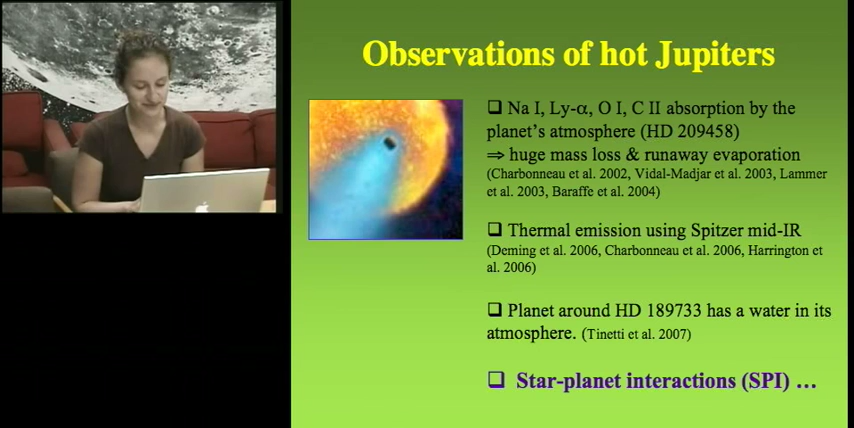 Observations of hot Jupiters
❑ Na I, Ly-α, O I, C II absorption by the
planet's atmosphere (HD 209458)
⇒ huge mass loss & runaway evaporation
(Charbonneau et al. 2002, Vidal-Madjar et al. 2003, Lammer
et al. 2003, Baraffe et al. 2004)
❑ Thermal emission using Spitzer mid-IR
(Deming et al. 2006, Charbonneau et al. 2006, Harrington et
al. 2006)
❑ Planet around HD 189733 has a water in its
atmosphere. (Tinetti et al. 2007)
❑ Star-planet interactions (SPI) …